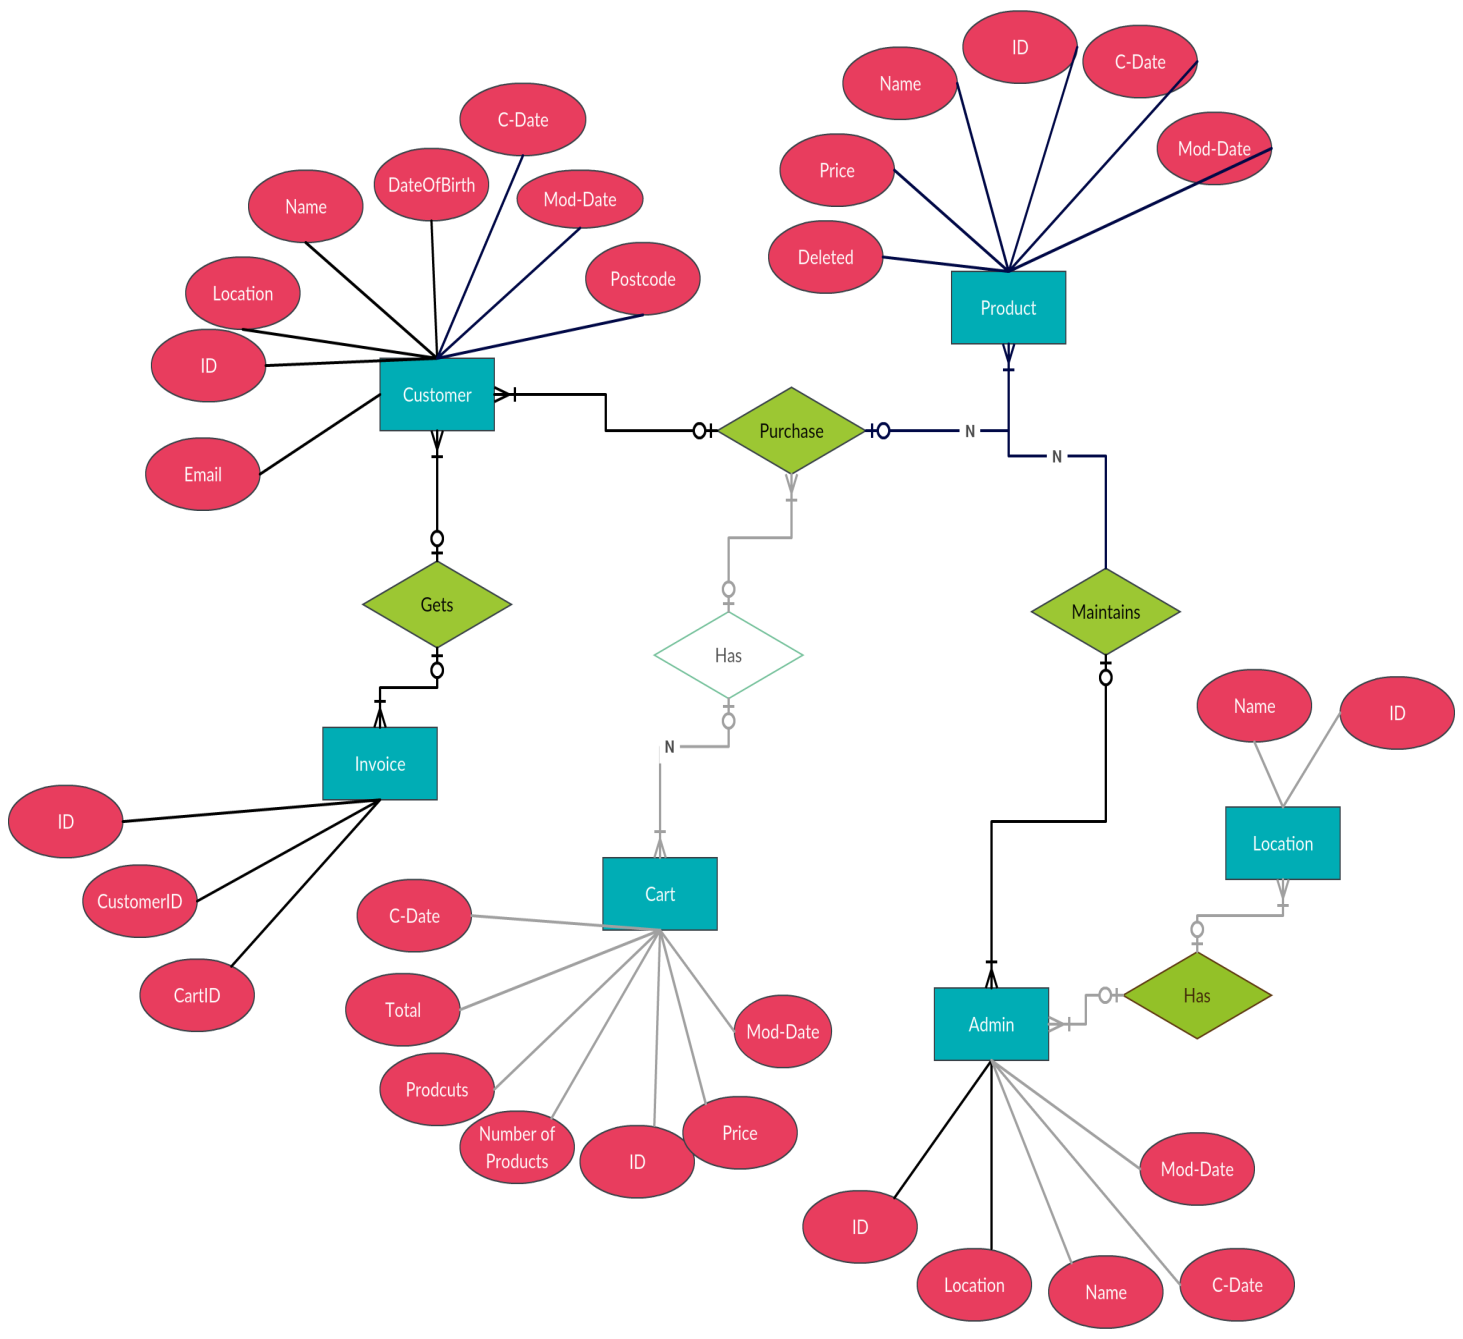 ID
C-Date
Name
Mod-Date
Price
Deleted
Product
C-Date
DateOfBirth
Mod-Date
Name
Postcode
Location
ID
Customer
Email
Purchase
N
N
Gets
Maintains
Has
N
Invoice
ID
CustomerID
CartID
Name
ID
Location
Has
Admin
Cart
C-Date
Total
Prodcuts
Number of
Products
ID
Price
Mod-Date
Mod-Date
ID
Location
Name
C-Date